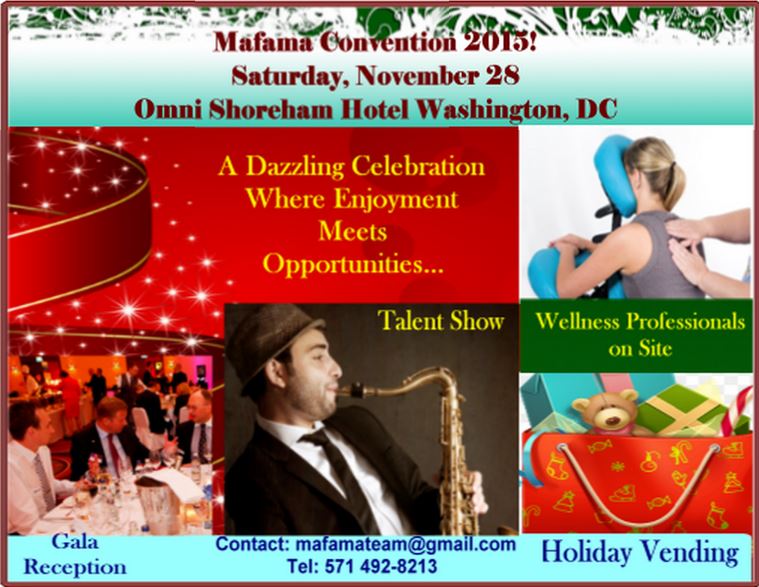 Mafama Convention 2015!
Saturday, November 28
Omni Shoreham Hotel Washington, DC
A Dazzling Celebration
Where Enjoyment
Meets
Opportunities...
Talent Show
Wellness Professionals
on Site
Gala
Reception
Contact: mafamateam@gmail.com
Tel: 571 492-8213
Holiday Vending